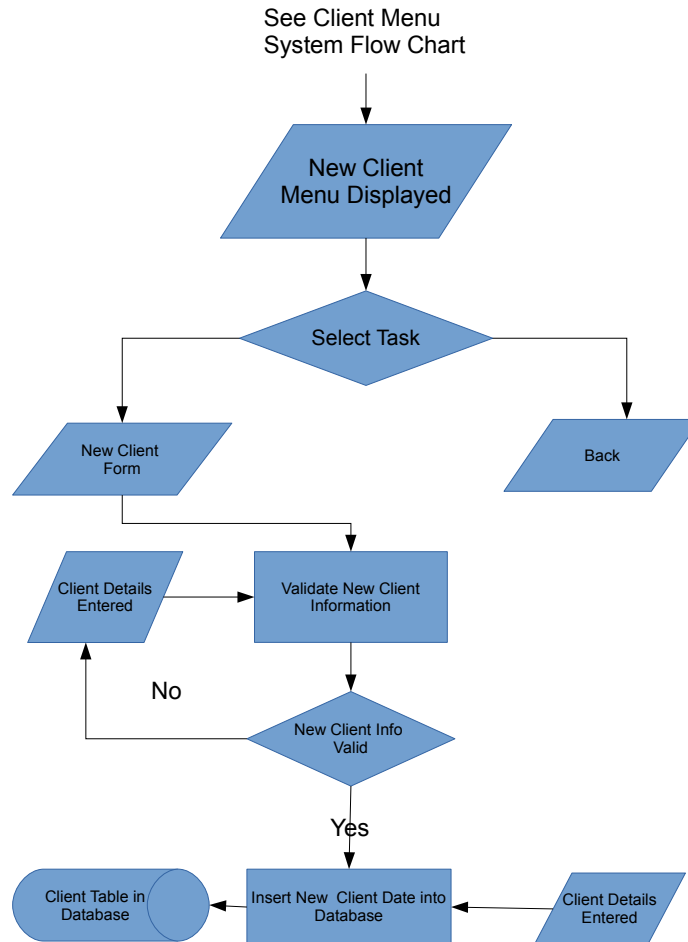 See Client Menu
System Flow Chart
New Client
Menu Displayed
Select Task
New Client
Form
Back
Client Details
Entered
Validate New Client
Information
No
New Client Info
Valid
Yes
Client Table in
Database
Insert New Client Date into
Database
Client Details
Entered